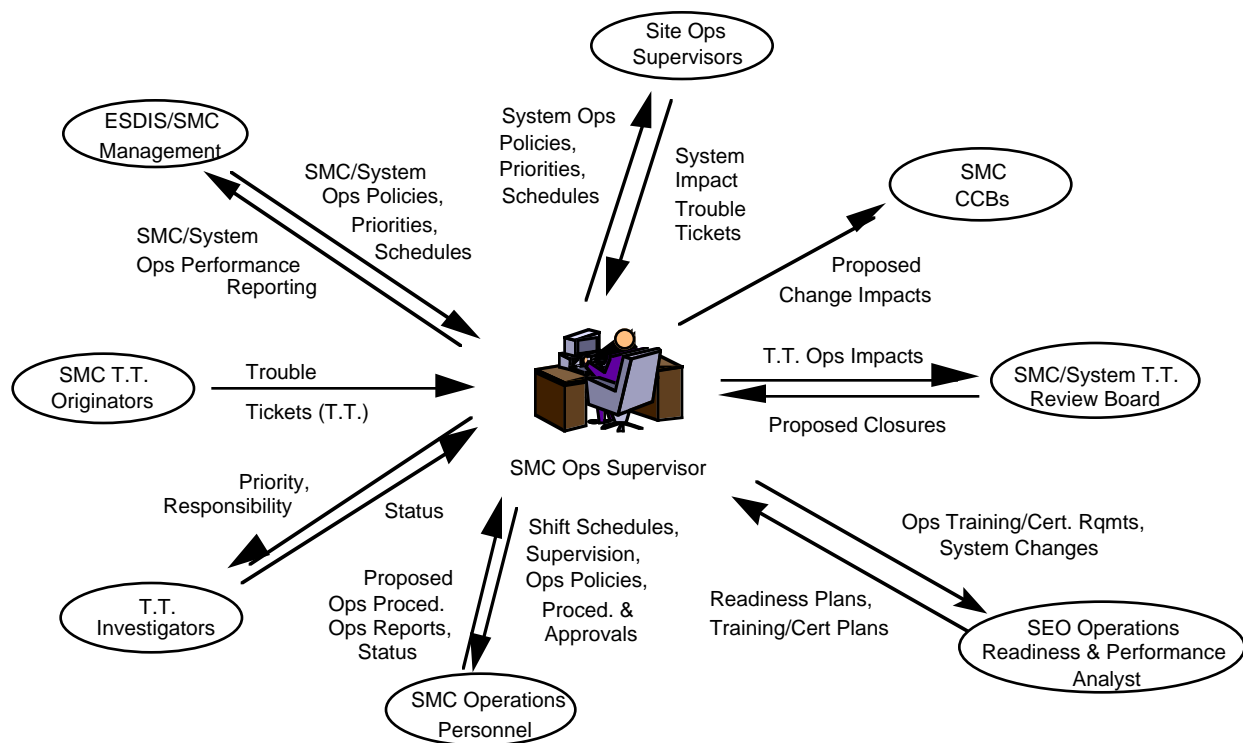 Site Ops
Supervisors
ESDIS/SMC
Management
System Ops
Policies,
Priorities,
Schedules
System
Impact
Trouble
Tickets
SMC
CCBs
SMC/System
Ops Policies,
Priorities,
Schedules
SMC/System
Ops Performance
Reporting
Proposed
Change Impacts
SMC T.T.
Originators
Trouble
Tickets (T.T.)
T.T. Ops Impacts
Proposed Closures
SMC/System T.T.
Review Board
SMC Ops Supervisor
Priority,
Responsibility
Status
T.T.
Investigators
Proposed
Ops Proced.
Ops Reports,
Status
Shift Schedules,
Supervision,
Ops Policies,
Proced. &
Approvals
SMC Operations
Personnel
Ops Training/Cert. Rqmts,
System Changes
Readiness Plans,
Training/Cert Plans
SEO Operations
Readiness & Performance
Analyst